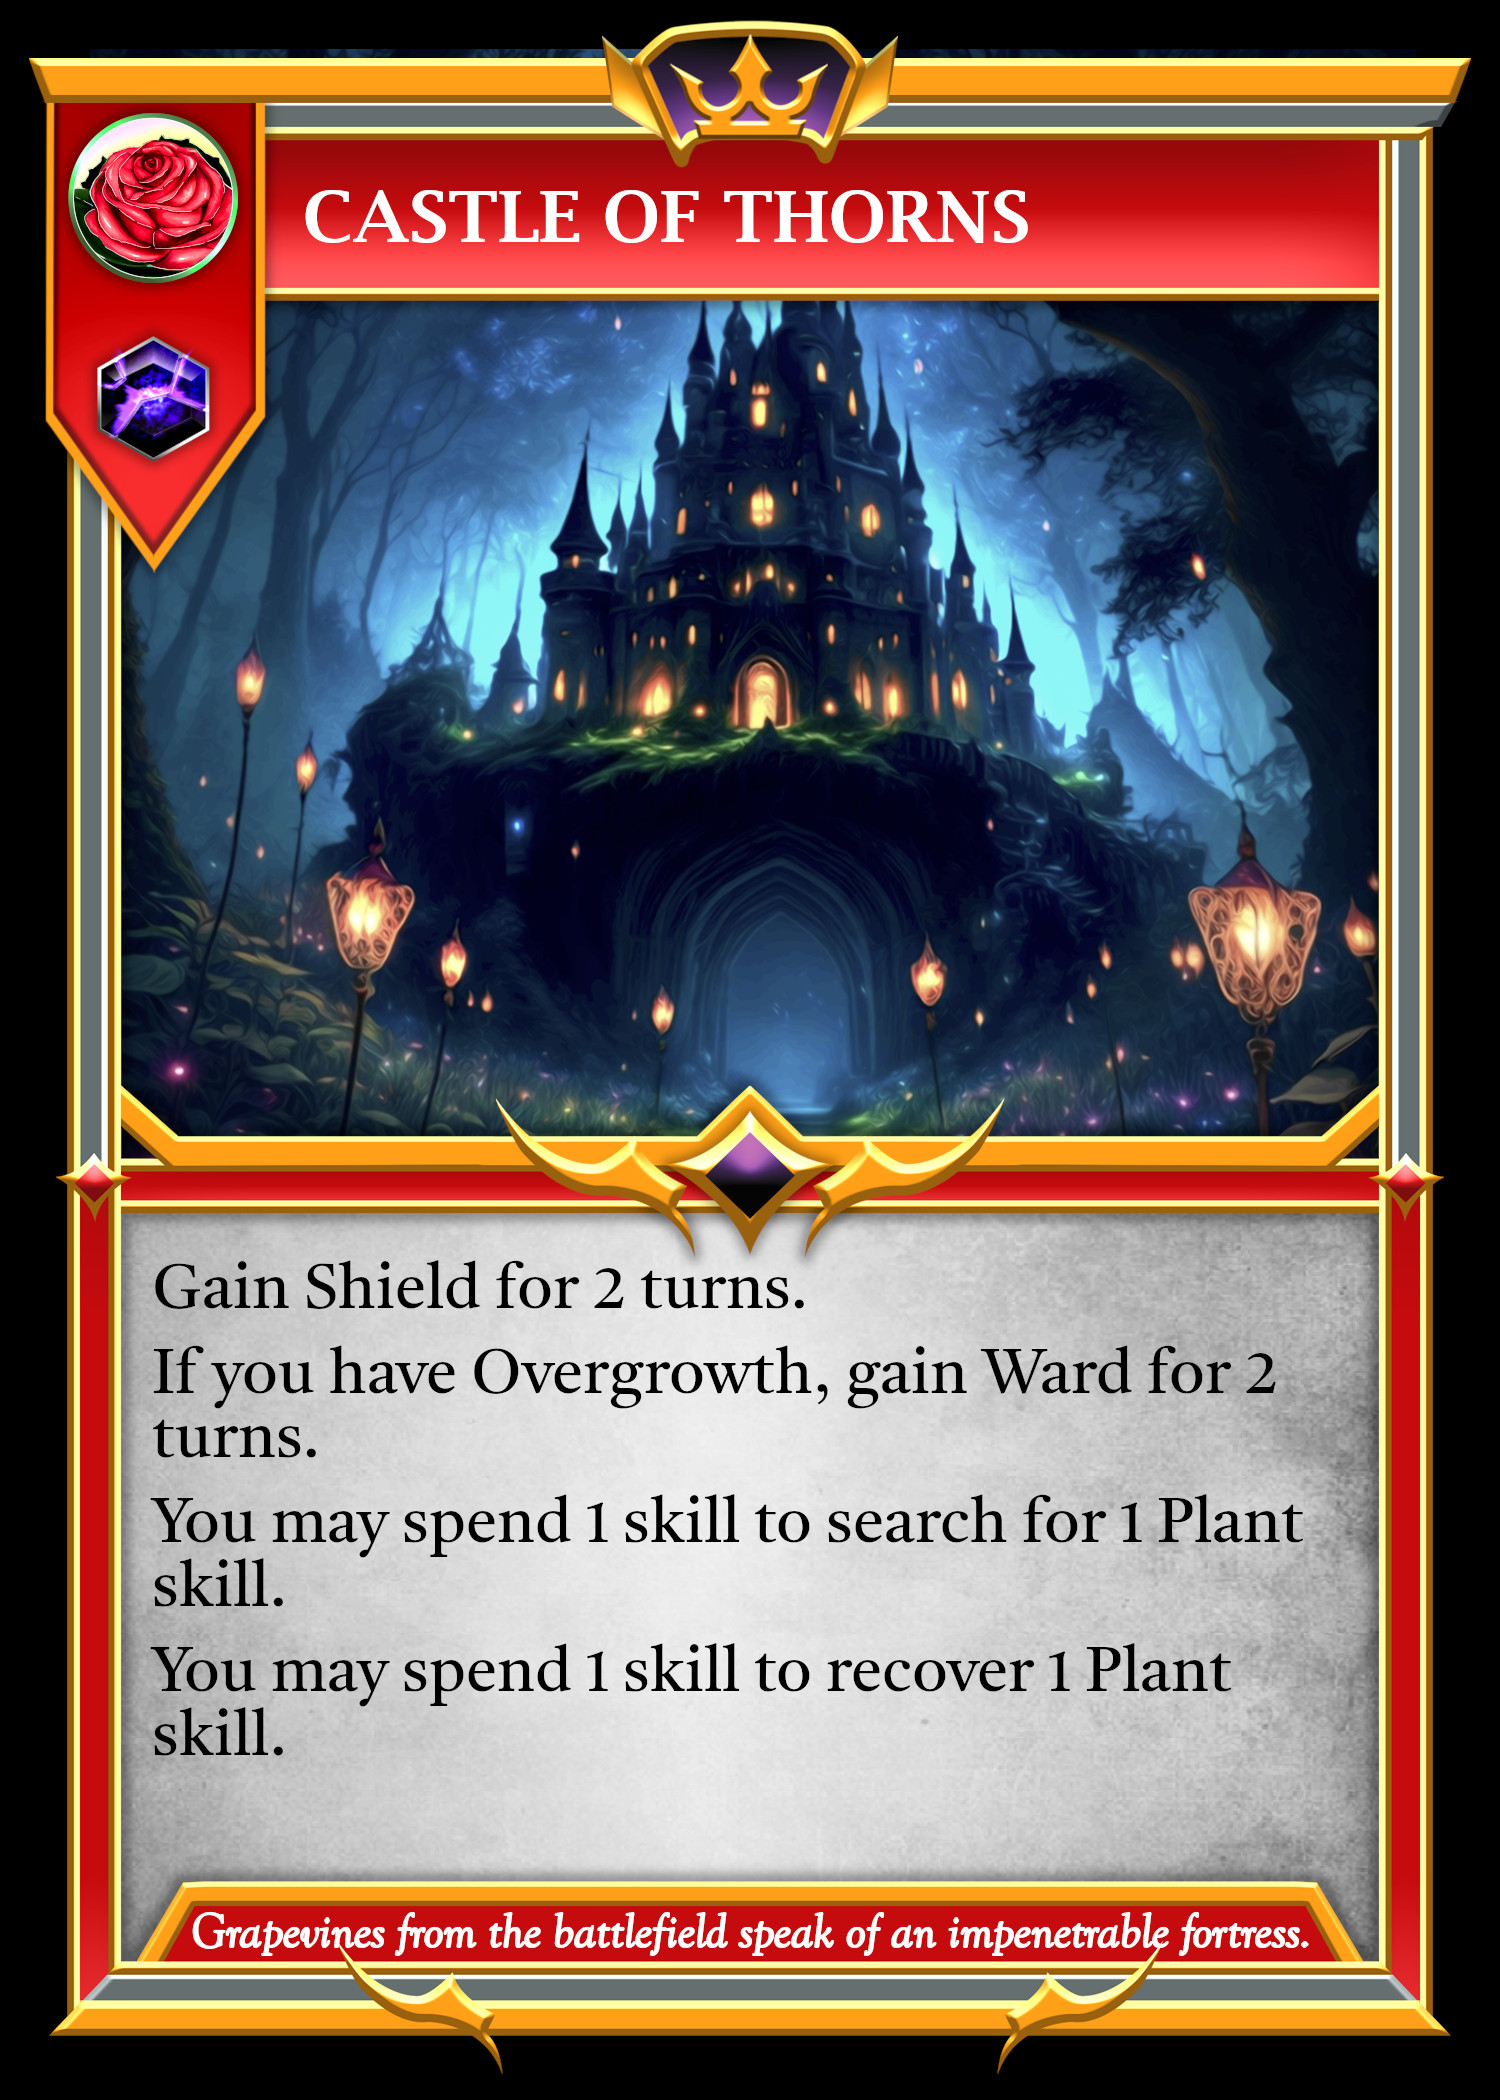 CASTLE OF THORNS
Gain Shield for 2 turns.
If you have Overgrowth, gain Ward for 2
turns.
You may spend 1 skill to search for 1 Plant
skill.
You may spend 1 skill to recover 1 Plant
skill.
Grapevines from the battlefield speak of an impenetrable fortress.